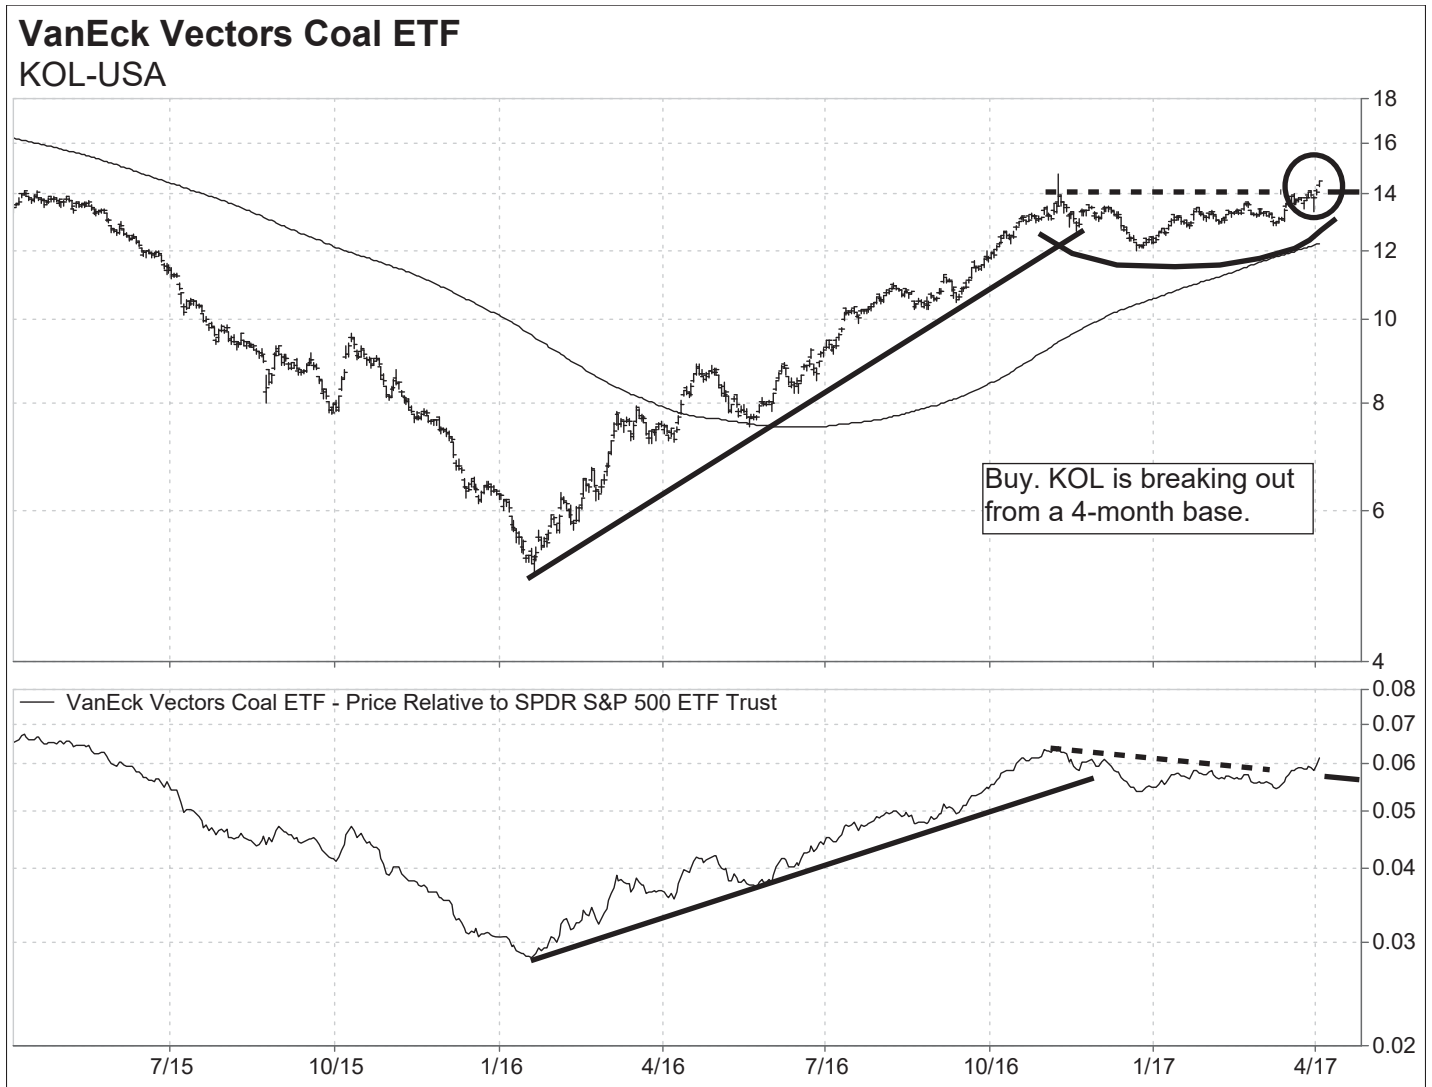 VanEck Vectors Coal ETF
KOL-USA
18
16
14
12
10
8
6
4
Buy. KOL is breaking out
from a 4-month base.
VanEck Vectors Coal ETF - Price Relative to SPDR S&P 500 ETF Trust
0.08
0.07
0.06
0.05
0.04
0.03
0.02
7/15 10/15 1/16 4/16 7/16 10/16 1/17 4/17